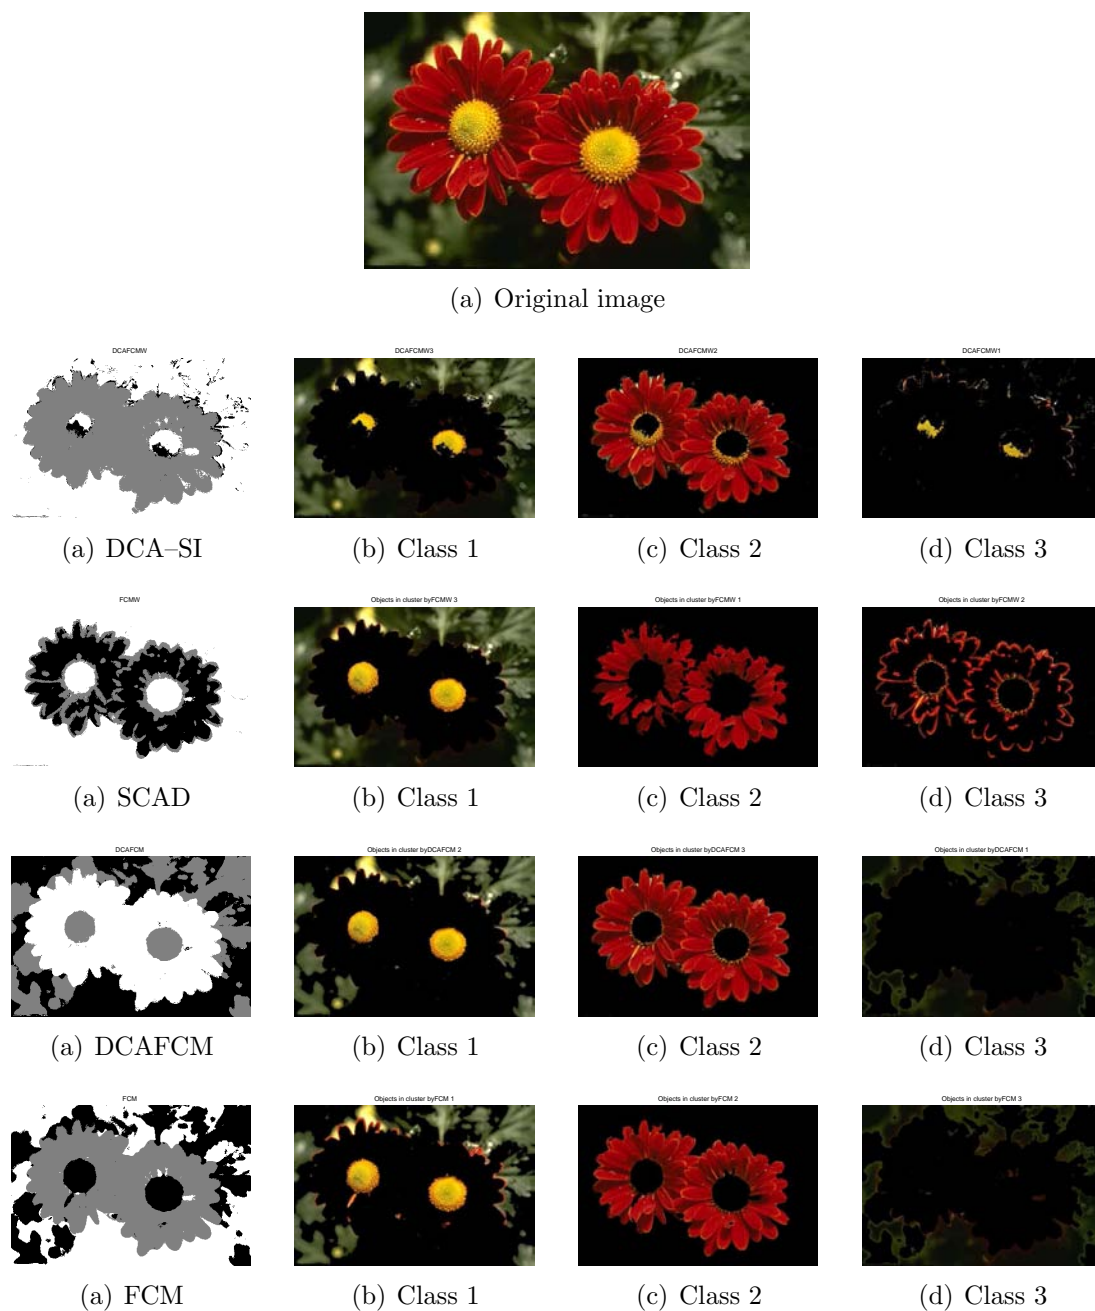 (a) Original image
DCAFCMW
DCAFCMW3
DCAFCMW2
DCAFCMW1
(a) DCA–SI
(b) Class 1
(c) Class 2
(d) Class 3
FCMW
Objects in cluster byFCMW 3
Objects in cluster byFCMW 1
Objects in cluster byFCMW 2
(a) SCAD
(b) Class 1
(c) Class 2
(d) Class 3
DCAFCM
Objects in cluster byDCAFCM 2
Objects in cluster byDCAFCM 3
Objects in cluster byDCAFCM 1
(a) DCAFCM
(b) Class 1
(c) Class 2
(d) Class 3
FCM
Objects in cluster byFCM 1
Objects in cluster byFCM 2
Objects in cluster byFCM 3
(a) FCM
(b) Class 1
(c) Class 2
(d) Class 3